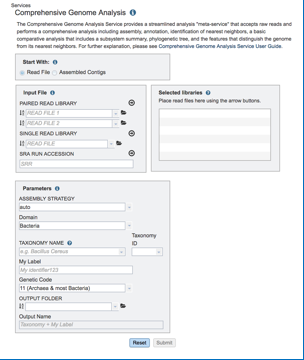 Services
Comprehensive Genome Analysis
The Comprehensive Genome Analysis Service provides a streamlined analysis "meta-service" that accepts raw reads and
performs a comprehensive analysis including assembly, annotation, identification of nearest neighbors, a basic
comparative analysis that includes a subsystem summary, phylogenetic tree, and the features that distinguish the genome
from its nearest neighbors. For further explanation, please see Comprehensive Genome Analysis Service User Guide.
Start With:
Read File Assembled Contigs
Input File
PAIRED READ LIBRARY
READ FILE 1
READ FILE 2
SINGLE READ LIBRARY
READ FILE
SRA RUN ACCESSION
SRR
Selected libraries
Place read files here using the arrow buttons.
Parameters
ASSEMBLY STRATEGY
auto
Domain
Bacteria
TAXONOMY NAME
Taxonomy
ID
e.g. Bacillus Cereus
My Label
My identifier123
Genetic Code
11 (Archaea & most Bacteria)
OUTPUT FOLDER
Output Name
Taxonomy + My Label
Reset Submit